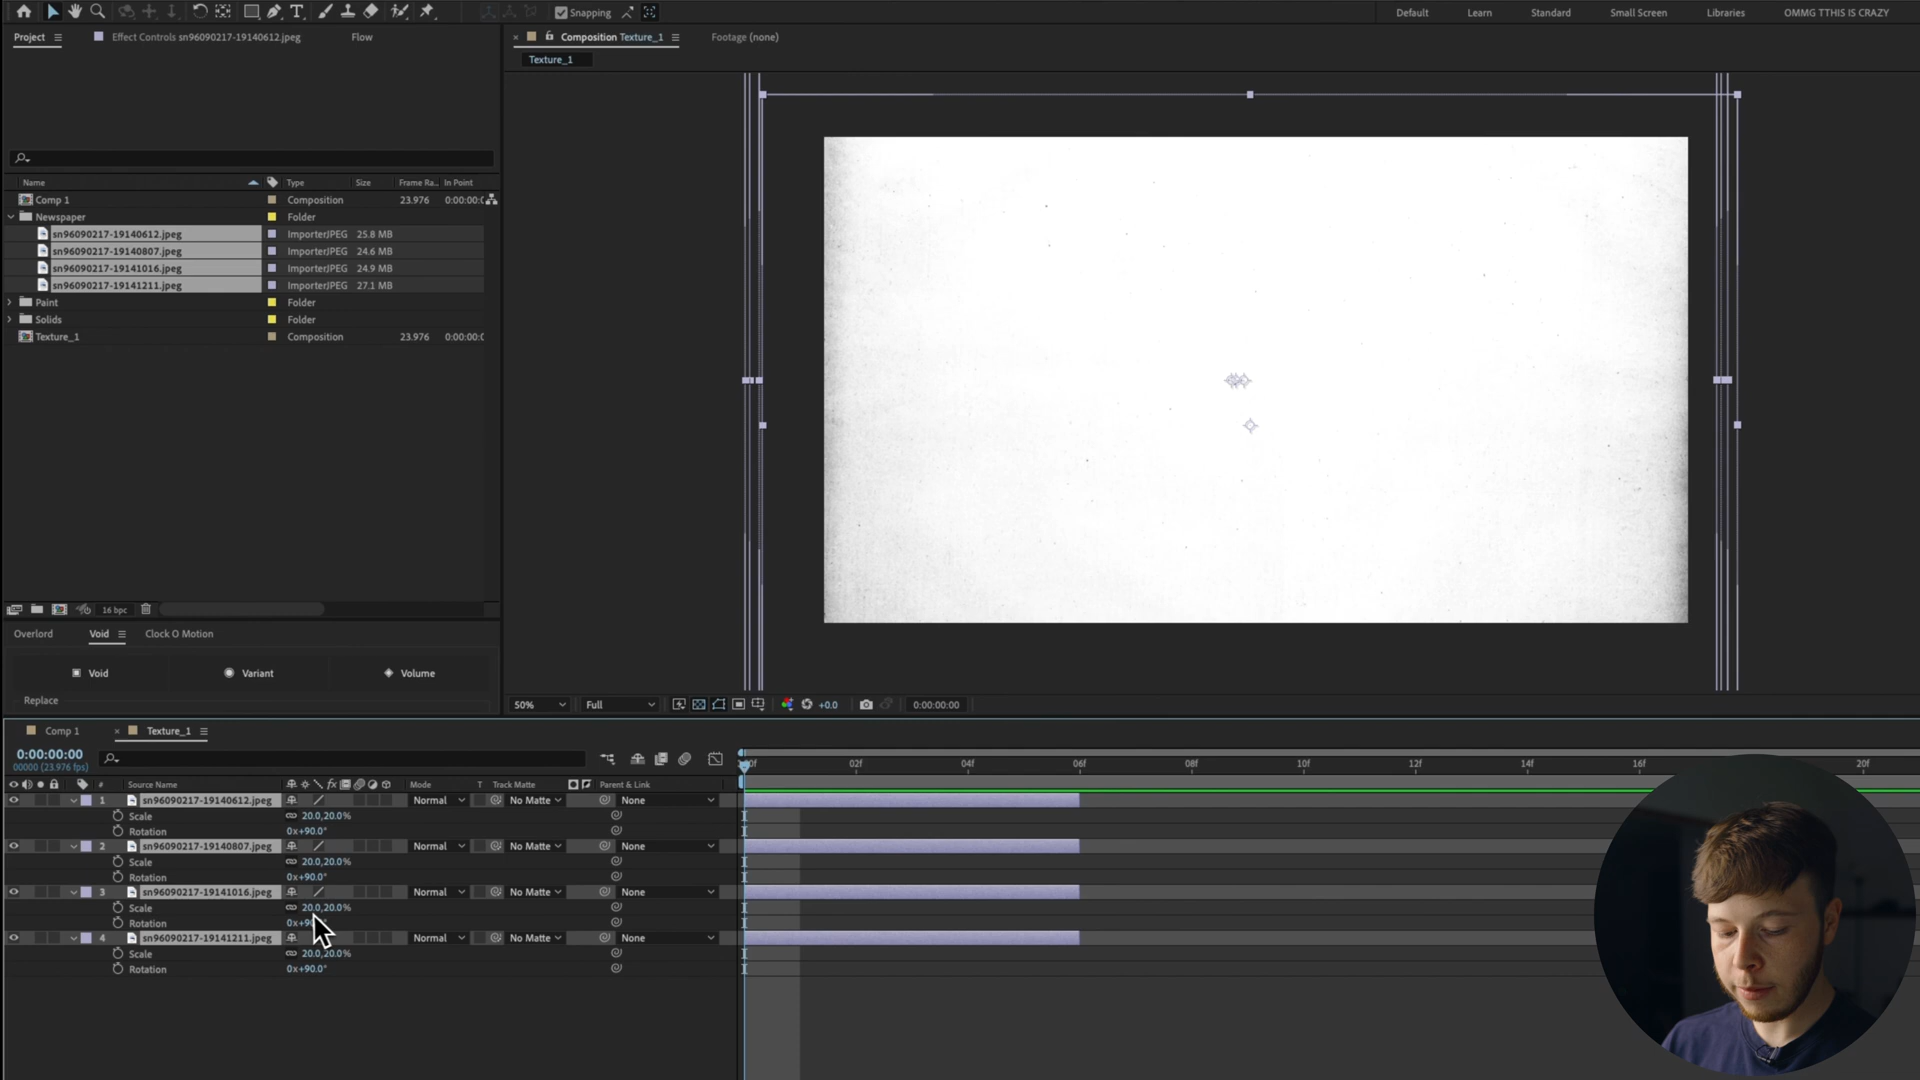 Snapping
Default
Learn
Standard
Small Screen
Libraries
OMMG TTHIS IS CRAZY
Project
Effect Controls sn96090217-19140612.jpeg
Flow
Composition Texture_1
Footage (none)
Texture_1
Name
Type
Size
Frame Ra..
In Point
Comp 1
Composition
23.976
0:00:00:0
Newspaper
Folder
sn96090217-19140612.jpeg
ImporterJPEG
25.8 MB
sn96090217-19140807.jpeg
ImporterJPEG
24.6 MB
sn96090217-19141016.jpeg
ImporterJPEG
24.9 MB
sn96090217-19141211.jpeg
ImporterJPEG
27.1 MB
Paint
Folder
Solids
Folder
Texture_1
Composition
23.976
0:00:00:0
16 bpc
Overlord
Void
Clock O Motion
Void
Variant
Volume
Replace
50%
Full
+0.0
0:00:00:00
Comp 1
Texture_1
0:00:00:00
00000 (23.976 fps)
02f
04f
06f
08f
10f
12f
14f
16f
20f
#
Source Name
fx
Mode
T
Track Matte
Parent & Link
1
sn96090217-19140612.jpeg
Normal
No Matte
None
Scale
20.0,20.0%
Rotation
0x+90.0°
2
sn96090217-19140807.jpeg
Normal
No Matte
None
Scale
20.0,20.0%
Rotation
0x+90.0°
3
sn96090217-19141016.jpeg
Normal
No Matte
None
Scale
20.0,20.0%
Rotation
4
sn96090217-19141211.jpeg
Normal
No Matte
None
Scale
20.0,20.0%
Rotation
0x+90.0°